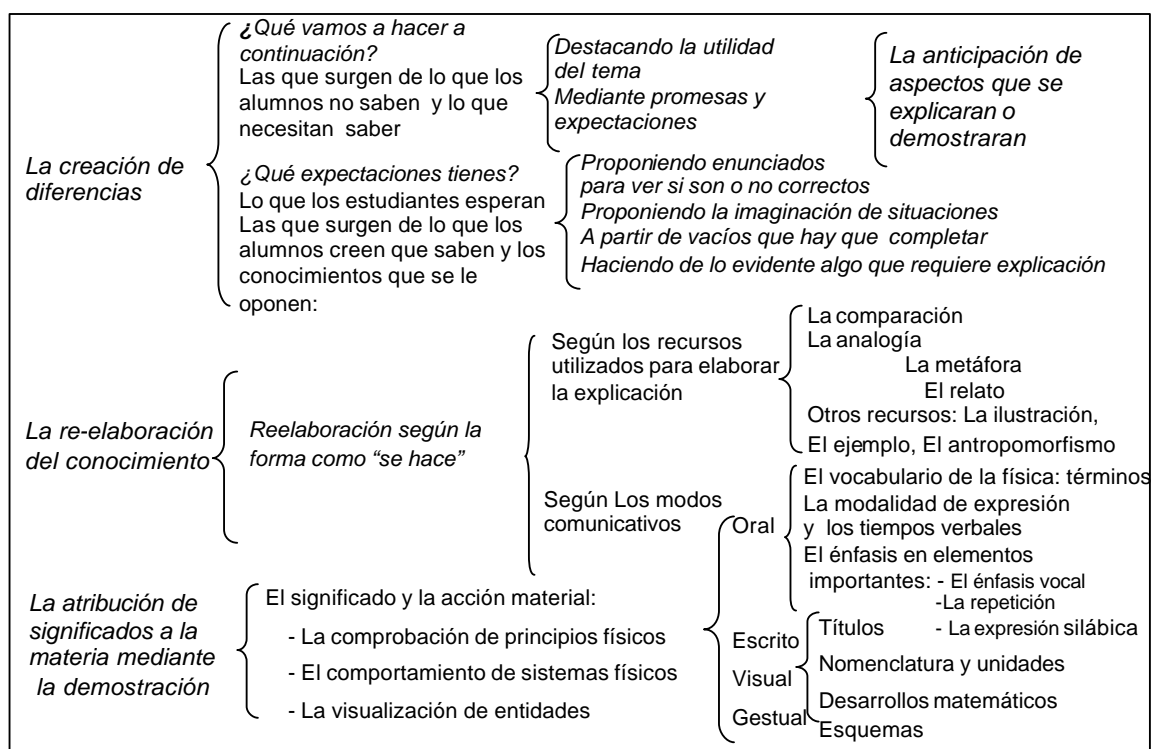 La creación de
diferencias
¿Qué vamos a hacer a
continuación?
Las que surgen de lo que los
alumnos no saben y lo que
necesitan saber
Destacando la utilidad
del tema
Mediante promesas y
expectaciones
La anticipación de
aspectos que se
explicaran o
demostraran
¿Qué expectaciones tienes?
Lo que los estudiantes esperan
Las que surgen de lo que los
alumnos creen que saben y los
conocimientos que se le
oponen:
Proponiendo enunciados
para ver si son o no correctos
Proponiendo la imaginación de situaciones
A partir de vacíos que hay que completar
Haciendo de lo evidente algo que requiere explicación
La re-elaboración
del conocimiento
Reelaboración según la
forma como “se hace”
Según los recursos
utilizados para elaborar
la explicación
La comparación
La analogía
La metáfora
El relato
Otros recursos: La ilustración,
El ejemplo, El antropomorfismo
Según Los modos
comunicativos
Oral
El vocabulario de la física: términos
La modalidad de expresión
y los tiempos verbales
El énfasis en elementos
importantes: - El énfasis vocal
-La repetición
- La expresión silábica
Escrito
Visual
Gestual
Títulos
Nomenclatura y unidades
Desarrollos matemáticos
Esquemas
La atribución de
significados a la
materia mediante
la demostración
El significado y la acción material:
- La comprobación de principios físicos
- El comportamiento de sistemas físicos
- La visualización de entidades